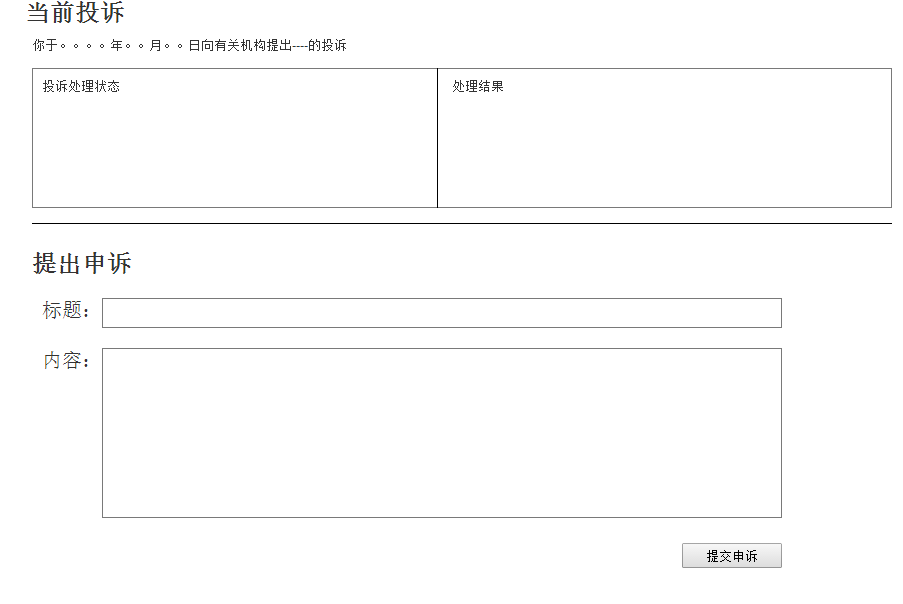 当前投诉
你于。。。。年。。月。。日向有关机构提出----的投诉
投诉处理状态
处理结果
提出申诉
标题：
内容：
提交申诉